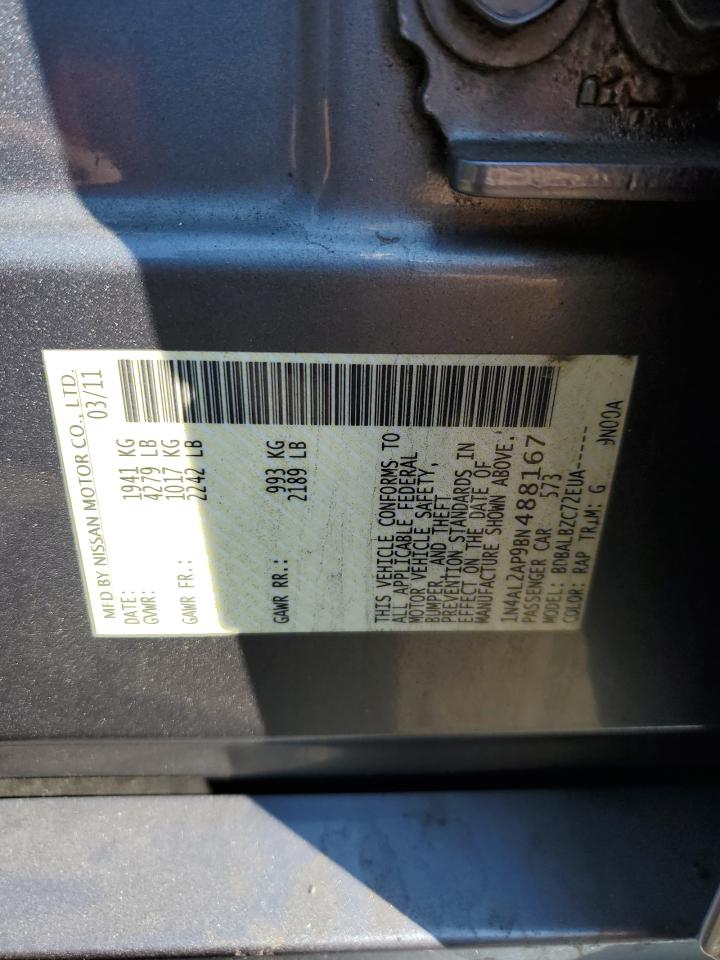 MFD BY NISSAN MOTOR CO., LTD.
DATE: 03/11
GVWR: 1941 KG
4279 LB
GAWR FR.: 1017 KG
2242 LB
GAWR RR.: 993 KG
2189 LB
THIS VEHICLE CONFORMS TO
ALL APPLICABLE FEDERAL
MOTOR VEHICLE SAFETY,
BUMPER, AND THEFT
PREVENTION STANDARDS IN
EFFECT ON THE DATE OF
MANUFACTURE SHOWN ABOVE.
1N4AL2AP9BN488167
PASSENGER CAR 573
MODEL: BDBALBZC72EUA-----
COLOR: RAP TRIM: G
9N00A